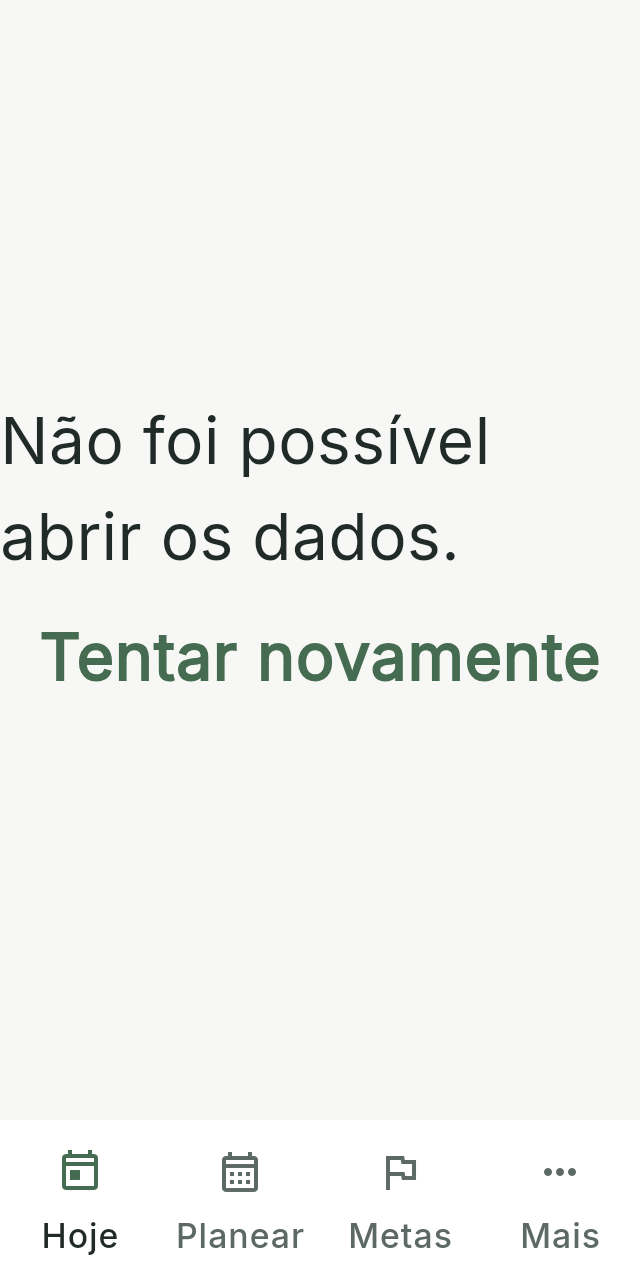 Não foi possível
abrir os dados.
Tentar novamente
Hoje
Planear
Metas
Mais